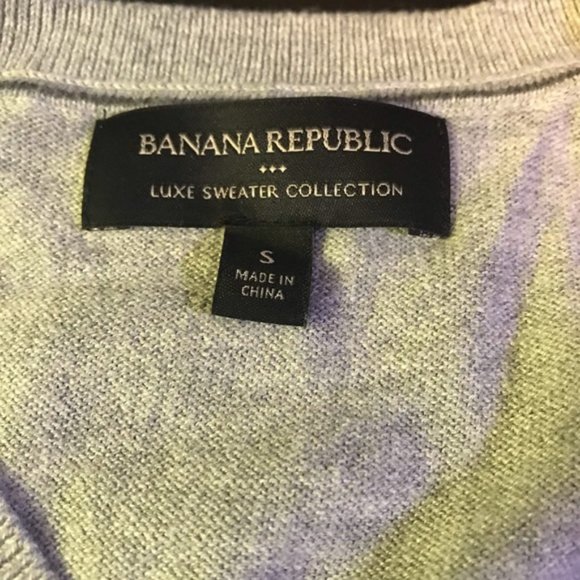 BANANA REPUBLIC
LUXE SWEATER COLLECTION
S
MADE IN
CHINA